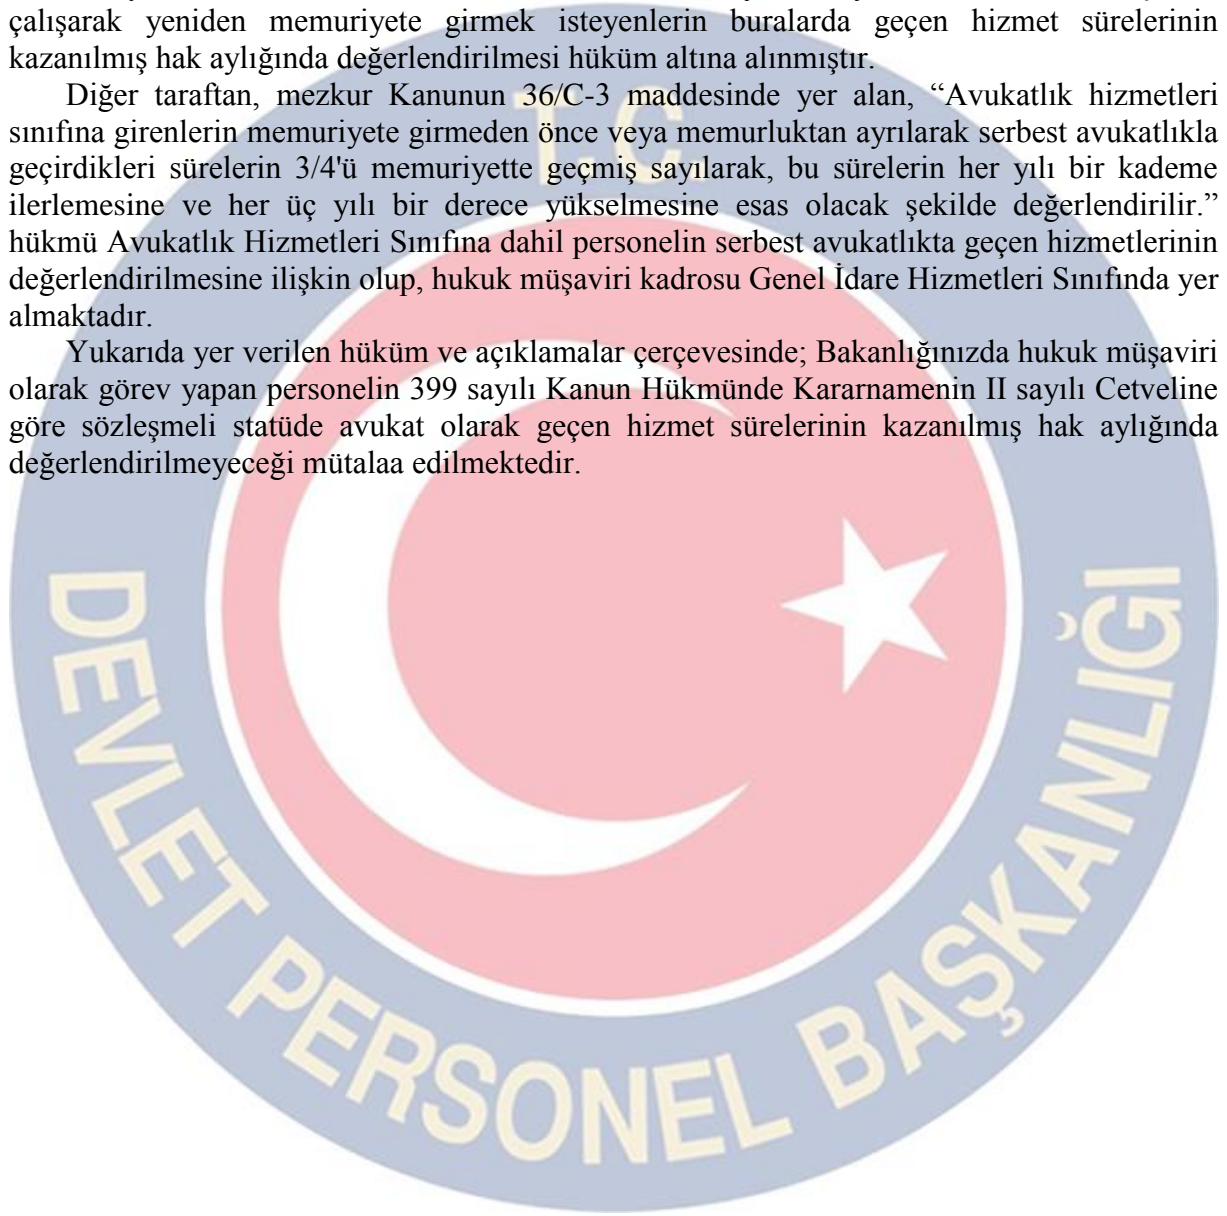 çalışarak yeniden memuriyete girmek isteyenlerin buralarda geçen hizmet sürelerinin
kazanılmış hak aylığında değerlendirilmesi hüküm altına alınmıştır.
Diğer taraftan, mezkur Kanunun 36/C-3 maddesinde yer alan, “Avukatlık hizmetleri
sınıfına girenlerin memuriyete girmeden önce veya memurluktan ayrılarak serbest avukatlıkla
geçirdikleri sürelerin 3/4'ü memuriyette geçmiş sayılarak, bu sürelerin her yılı bir kademe
ilerlemesine ve her üç yılı bir derece yükselmesine esas olacak şekilde değerlendirilir.”
hükmü Avukatlık Hizmetleri Sınıfına dahil personelin serbest avukatlıkta geçen hizmetlerinin
değerlendirilmesine ilişkin olup, hukuk müşaviri kadrosu Genel İdare Hizmetleri Sınıfında yer
almaktadır.
Yukarıda yer verilen hüküm ve açıklamalar çerçevesinde; Bakanlığınızda hukuk müşaviri
olarak görev yapan personelin 399 sayılı Kanun Hükmünde Kararnamenin II sayılı Cetveline
göre sözleşmeli statüde avukat olarak geçen hizmet sürelerinin kazanılmış hak aylığında
değerlendirilmeyeceği mütalaa edilmektedir.
T.C.
DEVLET PERSONEL BAŞKANLIĞI